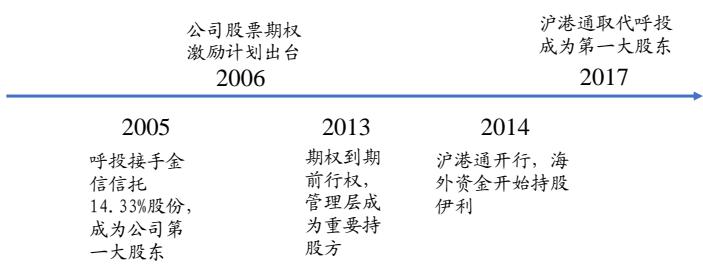 公司股票期权
激励计划出台
2006
沪港通取代呼投
成为第一大股东
2017
2005
呼投接手金
信信托
14.33%股份，
成为公司第
一大股东
2013
期权到期
前行权，
管理层成
为重要持
股方
2014
沪港通开行，海
外资金开始持股
伊利